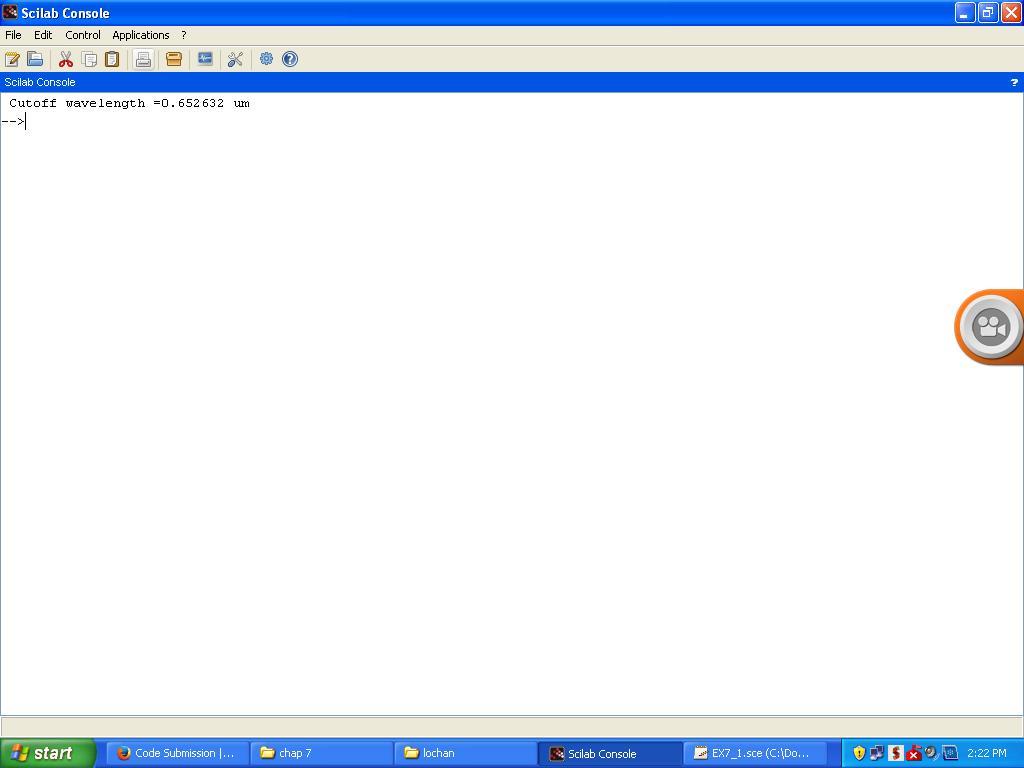 Scilab Console
File Edit Control Applications ?
Scilab Console ?
Cutoff wavelength =0.652632 um
-->
start Code Submission |... chap 7 lochan Scilab Console EX7_1.sce (C:\Do... 2:22 PM